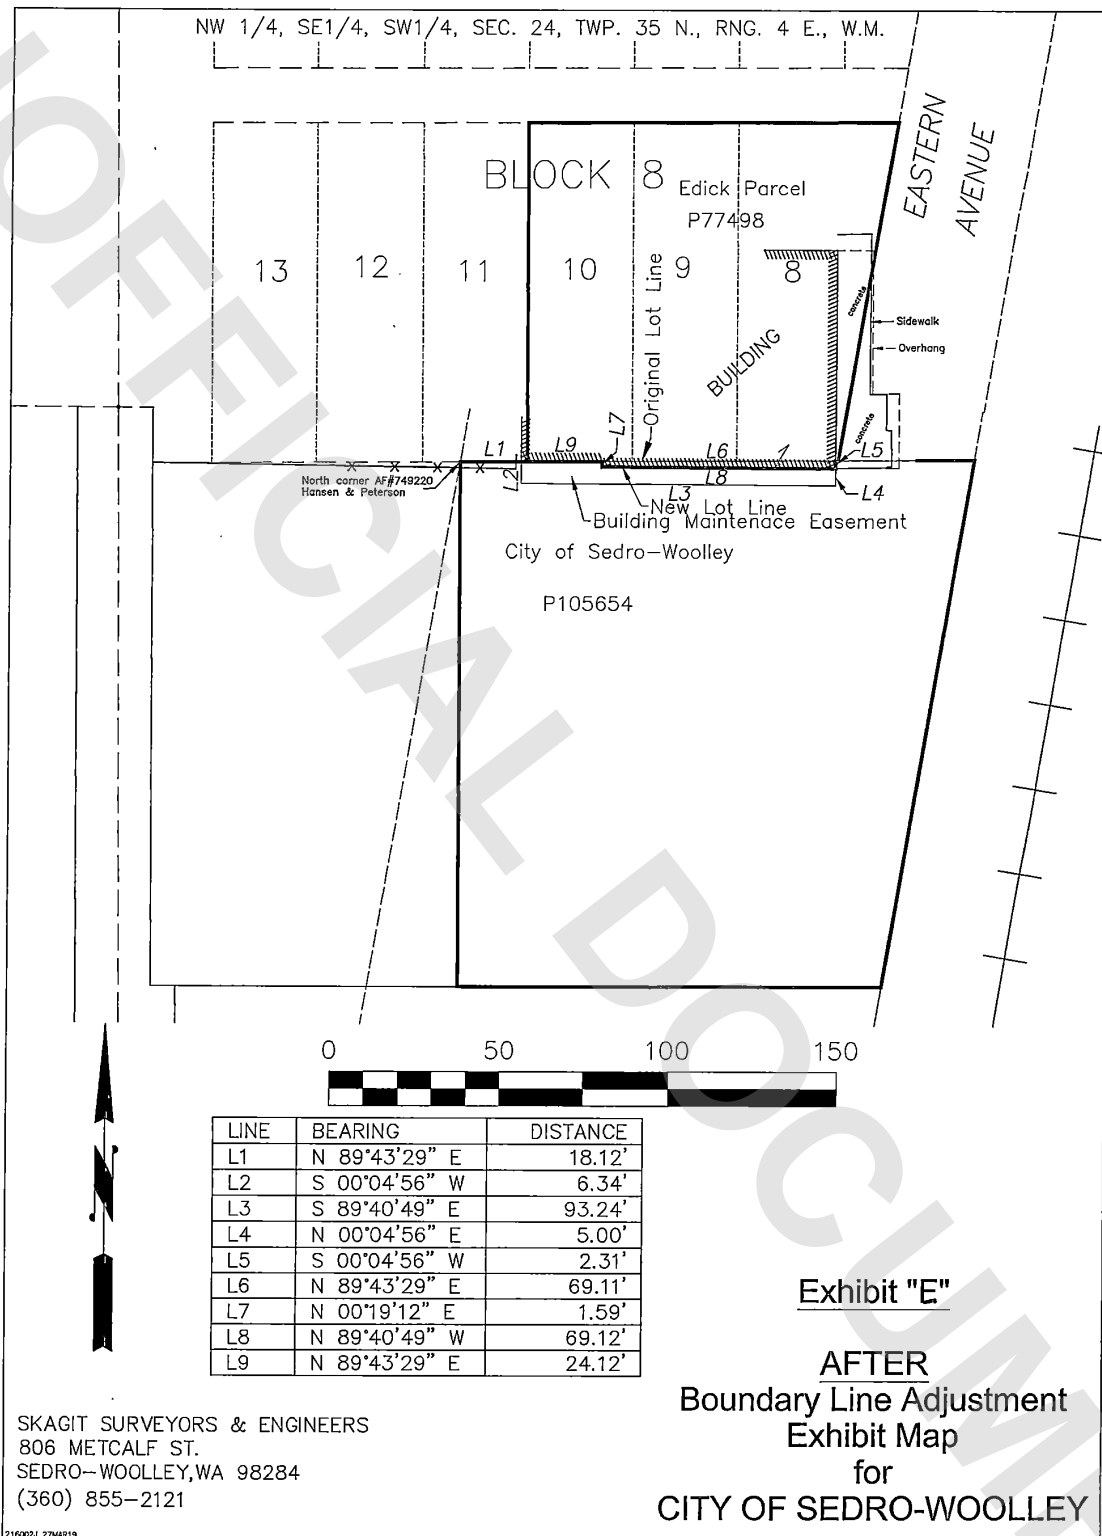 NW 1/4, SE1/4, SW1/4, SEC. 24, TWP. 35 N., RNG. 4 E., W.M.
EASTERN
AVENUE
BLOCK 8
Edick Parcel
P77498
13
12
11
10
9
8
Original Lot Line
BUILDING
concrete
Sidewalk
Overhang
concrete
L1
L2
L9
L7
L6
1
L5
L8
L4
L3
North corner AF#749220
Hansen & Peterson
New Lot Line
Building Maintenace Easement
City of Sedro-Woolley
P105654
0 50 100 150
LINE BEARING DISTANCE
L1 N 89°43'29" E 18.12'
L2 S 00°04'56" W 6.34'
L3 S 89°40'49" E 93.24'
L4 N 00°04'56" E 5.00'
L5 S 00°04'56" W 2.31'
L6 N 89°43'29" E 69.11'
L7 N 00°19'12" E 1.59'
L8 N 89°40'49" W 69.12'
L9 N 89°43'29" E 24.12'
N
Exhibit "E"
AFTER
Boundary Line Adjustment
Exhibit Map
for
CITY OF SEDRO-WOOLLEY
SKAGIT SURVEYORS & ENGINEERS
806 METCALF ST.
SEDRO-WOOLLEY,WA 98284
(360) 855-2121
216002J 27MAR19
OFFICIAL DOCUME